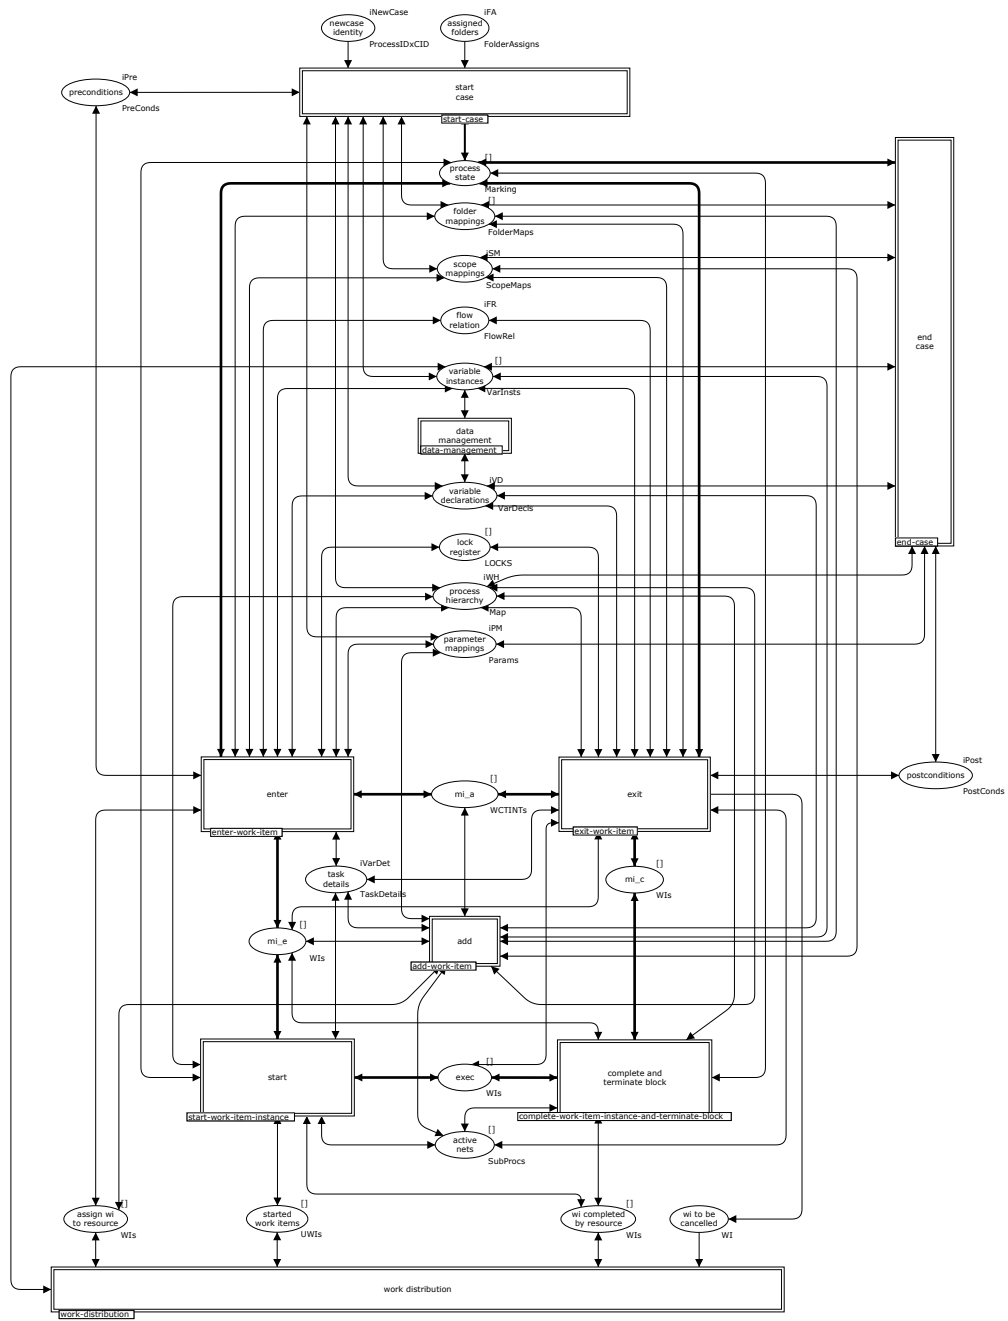 iNewCase
iFA
newcase
identity
assigned
folders
ProcessIDxCID
FolderAssigns
iPre
preconditions
PreConds
start
case
start-case
[]
process
state
Marking
[]
folder
mappings
FolderMaps
iSM
scope
mappings
ScopeMaps
iFR
flow
relation
FlowRel
end
case
end-case
[]
variable
instances
VarInsts
data
management
data-management
iVD
variable
declarations
VarDecls
[]
lock
register
LOCKS
iWH
process
hierarchy
Map
iPM
parameter
mappings
Params
iPost
postconditions
PostConds
enter
enter-work-item
[]
mi_a
WCTINTs
exit
exit-work-item
iVarDet
task
details
TaskDetails
[]
mi_c
WIs
[]
mi_e
WIs
add
add-work-item
start
start-work-item-instance
[]
exec
WIs
complete and
terminate block
complete-work-item-instance-and-terminate-block
[]
active
nets
SubProcs
[]
assign wi
to resource
WIs
[]
started
work items
UWIs
[]
wi completed
by resource
WIs
wi to be
cancelled
WI
work distribution
work-distribution